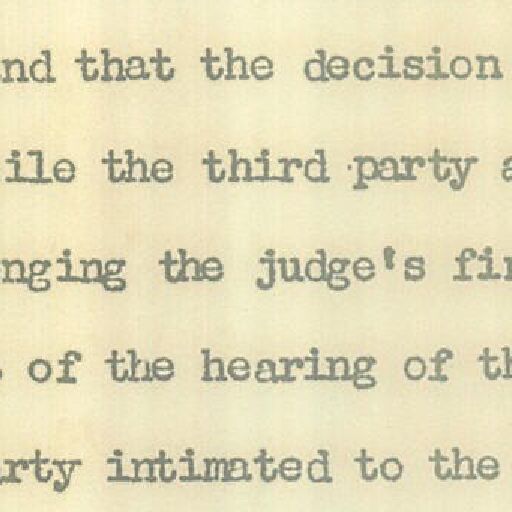 nd that the decision
ile the third party a
nging the judge's fin
of the hearing of th
rty intimated to the